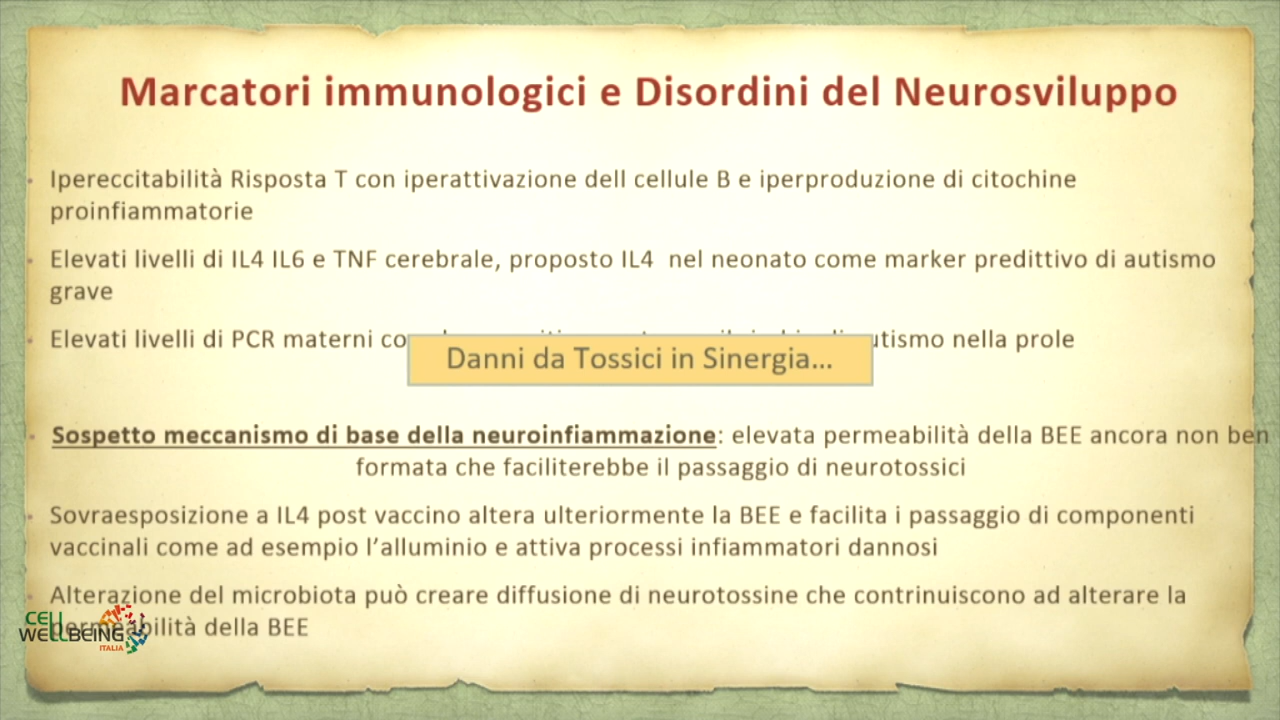 Marcatori immunologici e Disordini del Neurosviluppo
Ipereccitabilità Risposta T con iperattivazione dell cellule B e iperproduzione di citochine
proinfiammatorie
Elevati livelli di IL4 IL6 e TNF cerebrale, proposto IL4 nel neonato come marker predittivo di autismo
grave
Elevati livelli di PCR materni nella prole
Danni da Tossici in Sinergia...
Sospetto meccanismo di base della neuroinfiammazione: elevata permeabilità della BEE ancora non ben
formata che faciliterebbe il passaggio di neurotossici
Sovraesposizione a IL4 post vaccino altera ulteriormente la BEE e facilita i passaggio di componenti
vaccinali come ad esempio l'alluminio e attiva processi infiammatori dannosi
Alterazione del microbiota può creare diffusione di neurotossine che contrinuiscono ad alterare la
permeabilità della BEE
CELL
WELLBEING
ITALIA